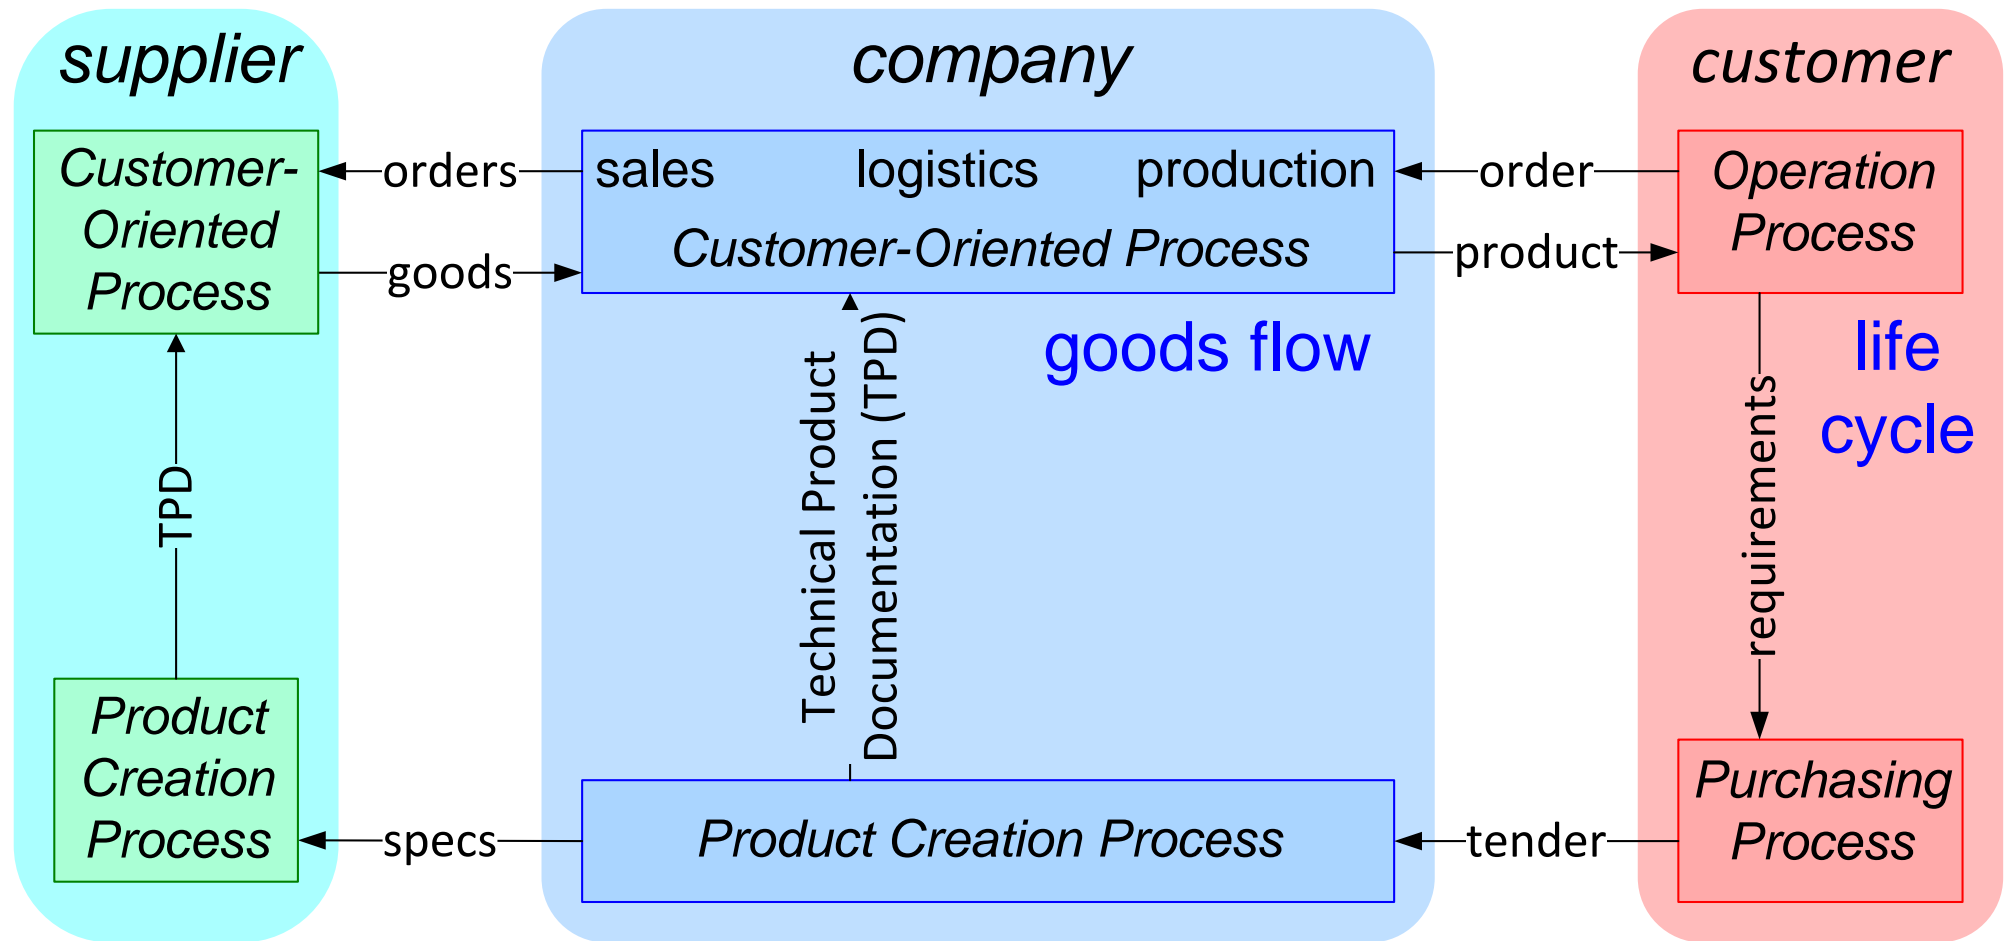 supplier
company
customer
Customer-
Oriented
Process
orders
goods
sales logistics production
Customer-Oriented Process
order
product
Operation
Process
goods flow
life
cycle
TPD
Technical Product
Documentation (TPD)
requirements
Product
Creation
Process
specs
Product Creation Process
tender
Purchasing
Process